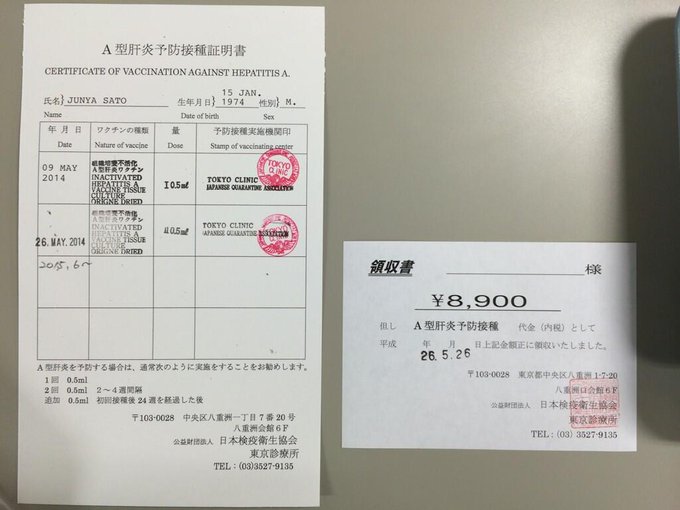 A型肝炎予防接種証明書
CERTIFICATE OF VACCINATION AGAINST HEPATITIS A.
氏名} JUNYA SATO 生年月日} 15 JAN. 1974 性別} M.
Name Date of birth Sex
年 月 日 ワクチンの種類 量 予防接種実施機関印
Date Nature of vaccine Dose Stamp of vaccinating center
09 MAY 2014
組織培養不活化
A型肝炎ワクチン
INACTIVATED
HEPATITIS A
VACCINE TISSUE
CULTURE
ORIGNE DRIED
I 0.5㎖
TOKYO CLINIC
JAPANESE QUARANTINE ASSOCIATION
TOKYO CLINIC
26. MAY. 2014
組織培養不活化
A型肝炎ワクチン
INACTIVATED
HEPATITIS A
VACCINE TISSUE
CULTURE
ORIGNE DRIED
0.5㎖
TOKYO CLINIC
JAPANESE QUARANTINE ASSOCIATION
TOKYO CLINIC
2015. 6~
A型肝炎を予防する場合は、通常次のように実施をすることをお勧めします。
1回 0.5ml
2回 0.5ml 2～4週間隔
追加 0.5ml 初回接種後24週を経過した後
〒103-0028 中央区八重洲一丁目7番20号
八重洲会館6F
公益財団法人 日本検疫衛生協会
東京診療所
TEL : (03)3527-9135
領収書 様
¥8,900
但し A型肝炎予防接種 代金（内税）として
平成 年 月 日上記金額正に領収いたしました。
26.5.26
〒103-0028 東京都中央区八重洲1-7-20
八重洲口会館6F
公益財団法人 日本検疫衛生協会
東京診療所
TEL : (03) 3527-9135